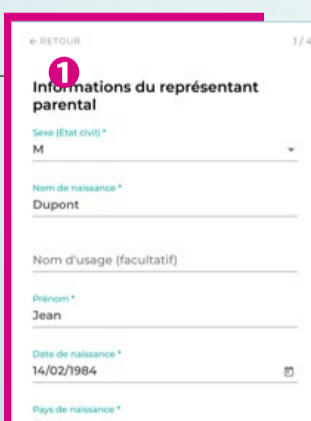 ← RETOUR 1/4
1
Informations du représentant
parental
Sexe (État civil) *
M
Nom de naissance *
Dupont
Nom d'usage (facultatif)
Prénom *
Jean
Date de naissance *
14/02/1984
Pays de naissance *